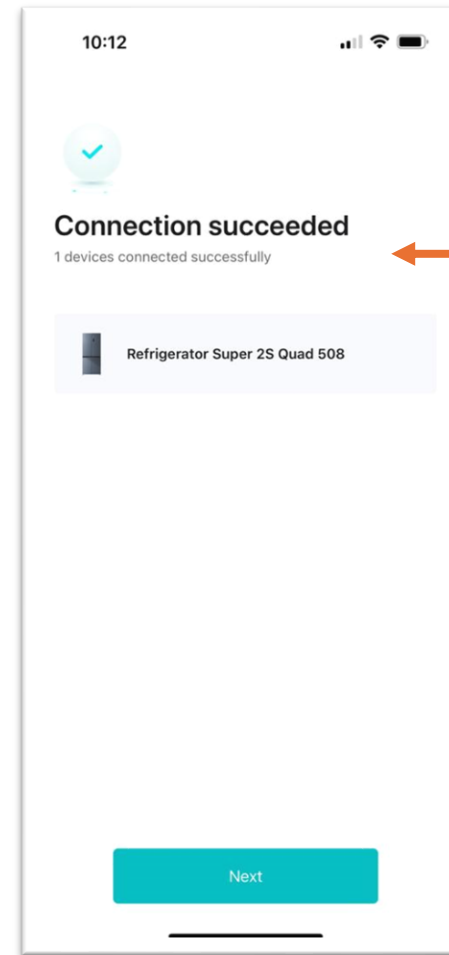 10:12
Connection succeeded
1 devices connected successfully
Refrigerator Super 2S Quad 508
Next